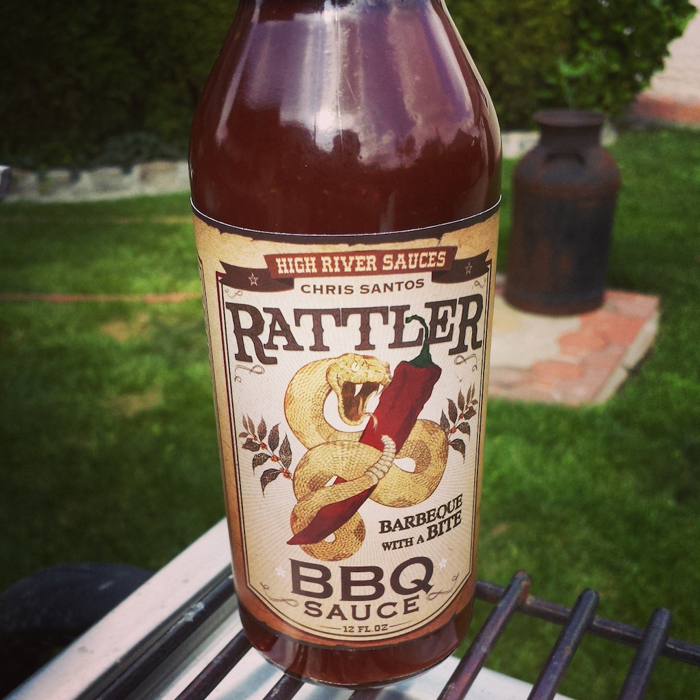 HIGH RIVER SAUCES
CHRIS SANTOS
RATTLER
BARBEQUE
WITH A BITE
BBQ
SAUCE
12 FL.OZ